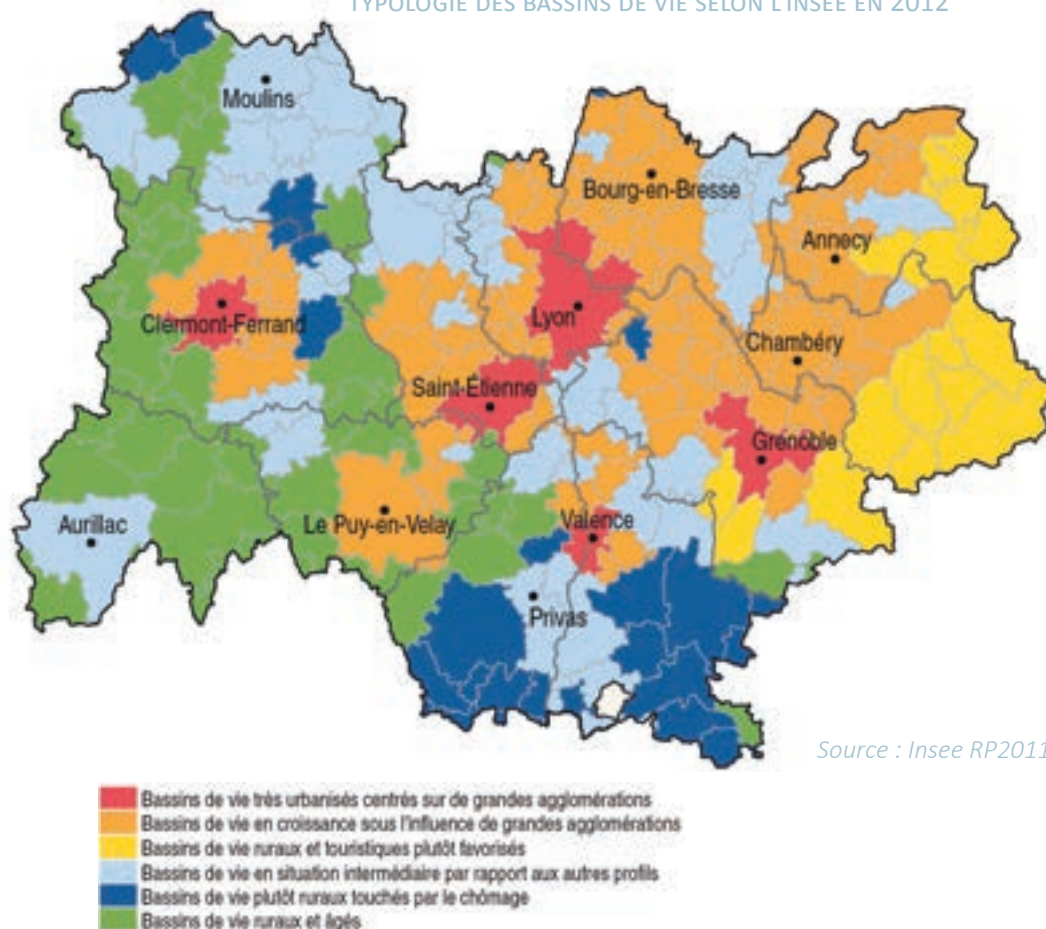 TYPOLOGIE DES BASSINS DE VIE SELON L'INSEE EN 2012
Moulins
Bourg-en-Bresse
Annecy
Clermont-Ferrand
Lyon
Chambéry
Saint-Étienne
Grenoble
Aurillac
Le Puy-en-Velay
Valence
Privas
Source : Insee RP2011
Bassins de vie très urbanisés centrés sur de grandes agglomérations
Bassins de vie en croissance sous l'influence de grandes agglomérations
Bassins de vie ruraux et touristiques plutôt favorisés
Bassins de vie en situation intermédiaire par rapport aux autres profils
Bassins de vie plutôt ruraux touchés par le chômage
Bassins de vie ruraux et âgés